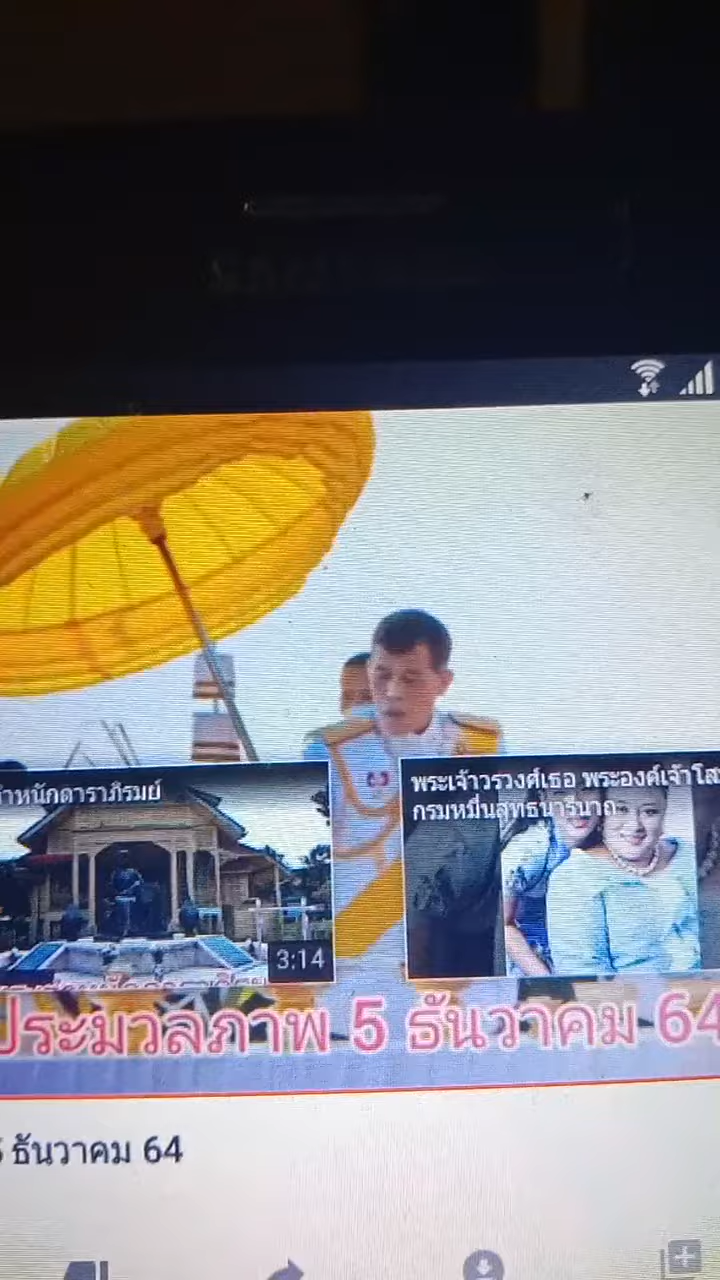 ตำหนักดาราภิรมย์
พระเจ้าวรวงศ์เธอ พระองค์เจ้าโส
กรมหมื่นสุทธนารีนาถ
3:14
ประมวลภาพ 5 ธันวาคม 64
5 ธันวาคม 64